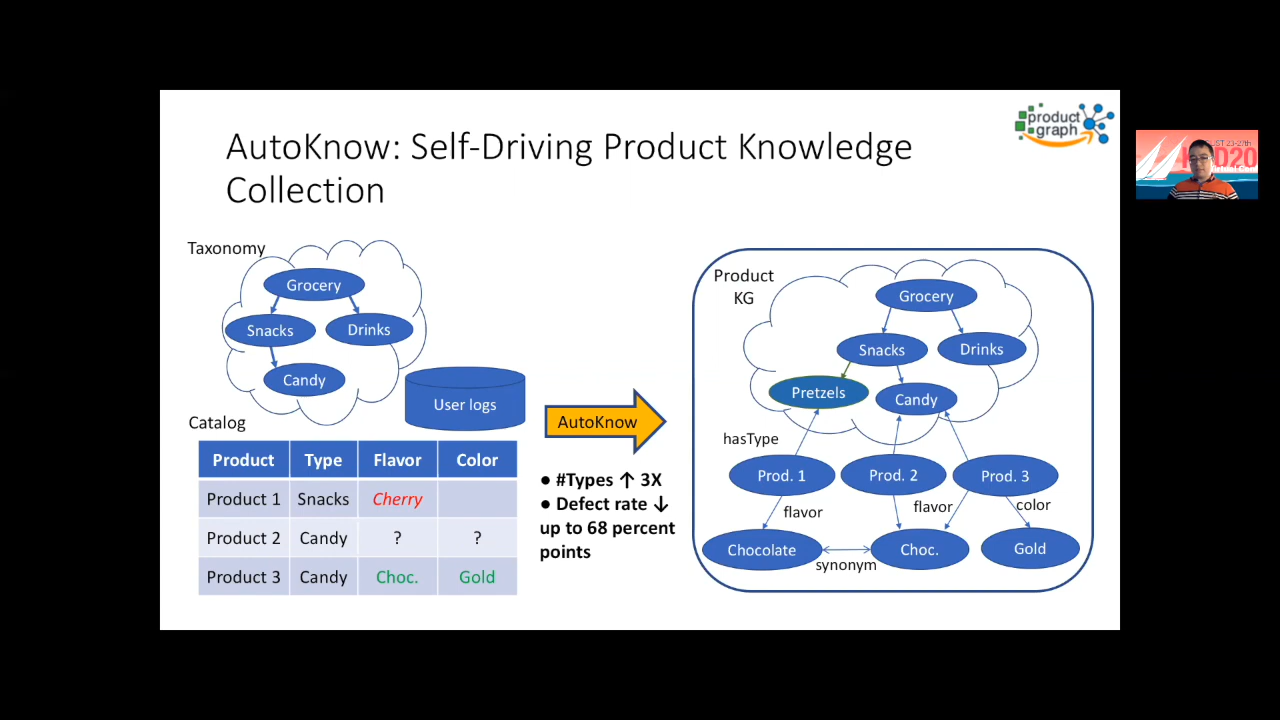 AutoKnow: Self-Driving Product Knowledge
Collection
product
graph
Taxonomy
Grocery
Snacks
Drinks
Candy
User logs
Catalog
Product Type Flavor Color
Product 1 Snacks Cherry
Product 2 Candy ? ?
Product 3 Candy Choc. Gold
AutoKnow
● #Types ↑ 3X
● Defect rate ↓
up to 68 percent
points
Product
KG
Grocery
Snacks
Drinks
Pretzels
Candy
hasType
Prod. 1
Prod. 2
Prod. 3
flavor
flavor
color
Chocolate
Choc.
Gold
synonym